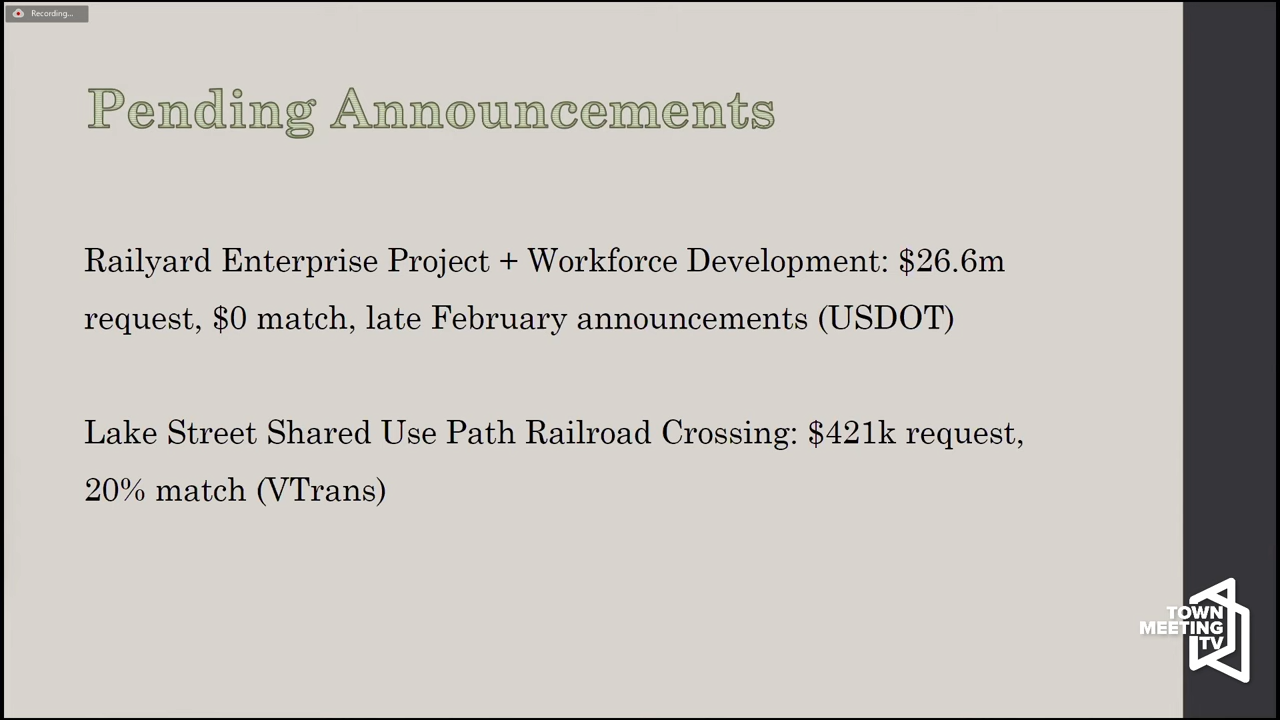 Recording...
Pending Announcements
Railyard Enterprise Project + Workforce Development: $26.6m
request, $0 match, late February announcements (USDOT)
Lake Street Shared Use Path Railroad Crossing: $421k request,
20% match (VTrans)
TOWN
MEETING
TV